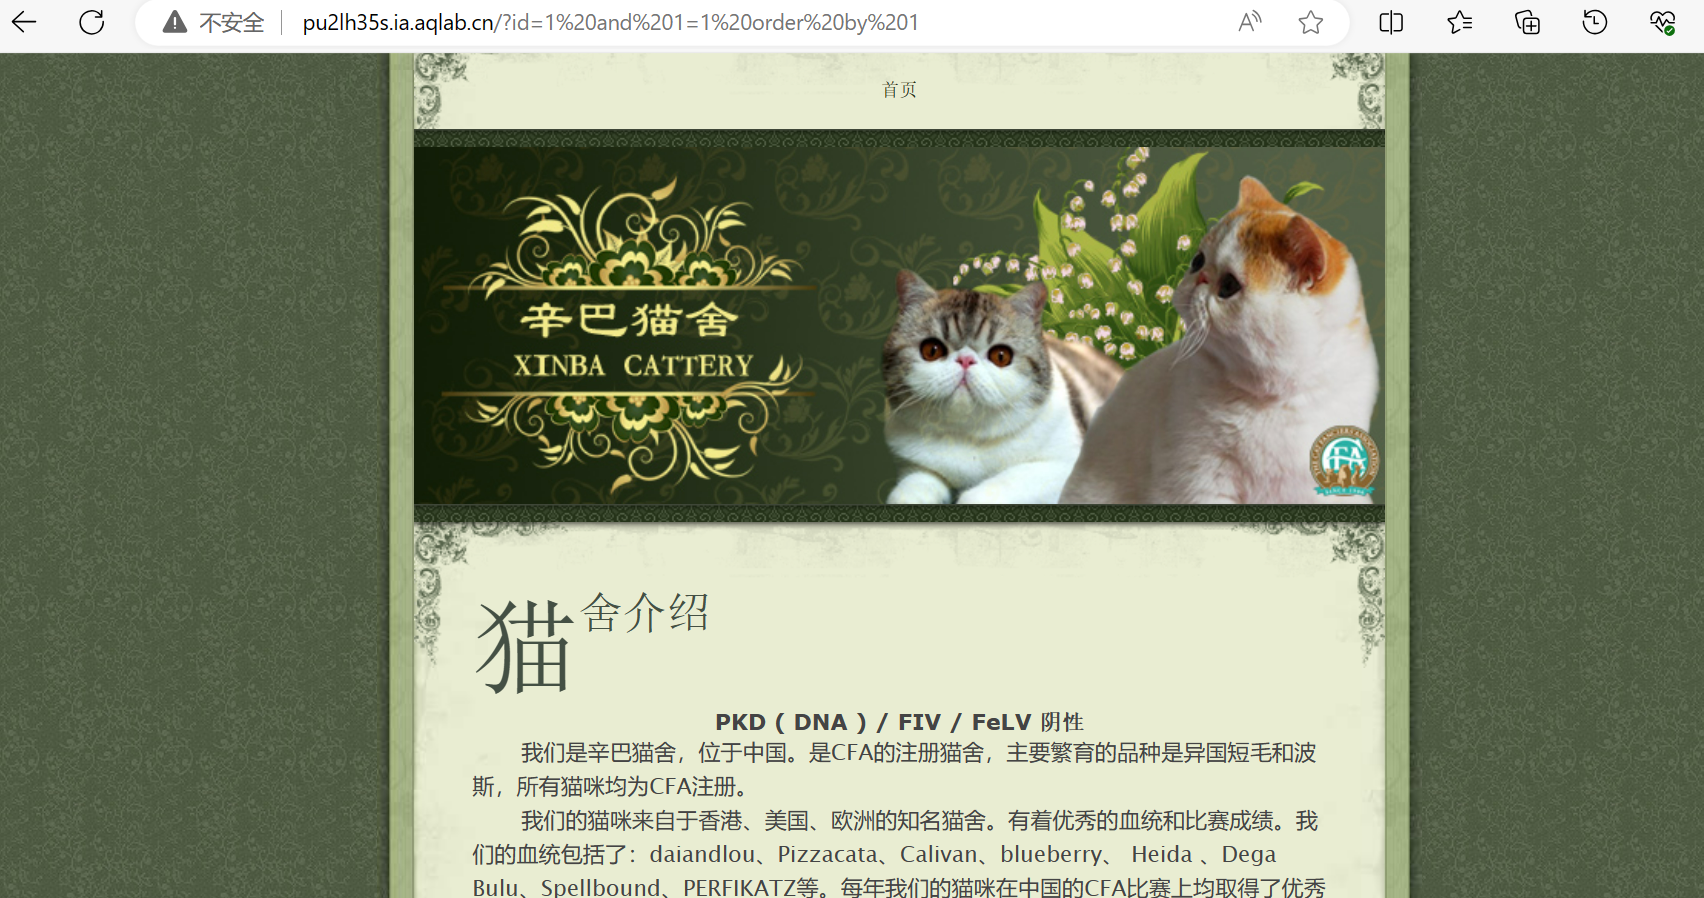 不安全 pu2lh35s.ia.aqlab.cn/?id=1%20and%201=1%20order%20by%201
首页
辛巴猫舍
XINBA CATTERY
CFA
猫舍介绍
PKD ( DNA ) / FIV / FeLV 阴性
我们是辛巴猫舍，位于中国。是CFA的注册猫舍，主要繁育的品种是异国短毛和波
斯，所有猫咪均为CFA注册。
我们的猫咪来自于香港、美国、欧洲的知名猫舍。有着优秀的血统和比赛成绩。我
们的血统包括了：daiandlou、Pizzacata、Calivan、blueberry、 Heida 、Dega
Bulu、Spellbound、PERFIKATZ等。每年我们的猫咪在中国的CFA比赛上均取得了优秀